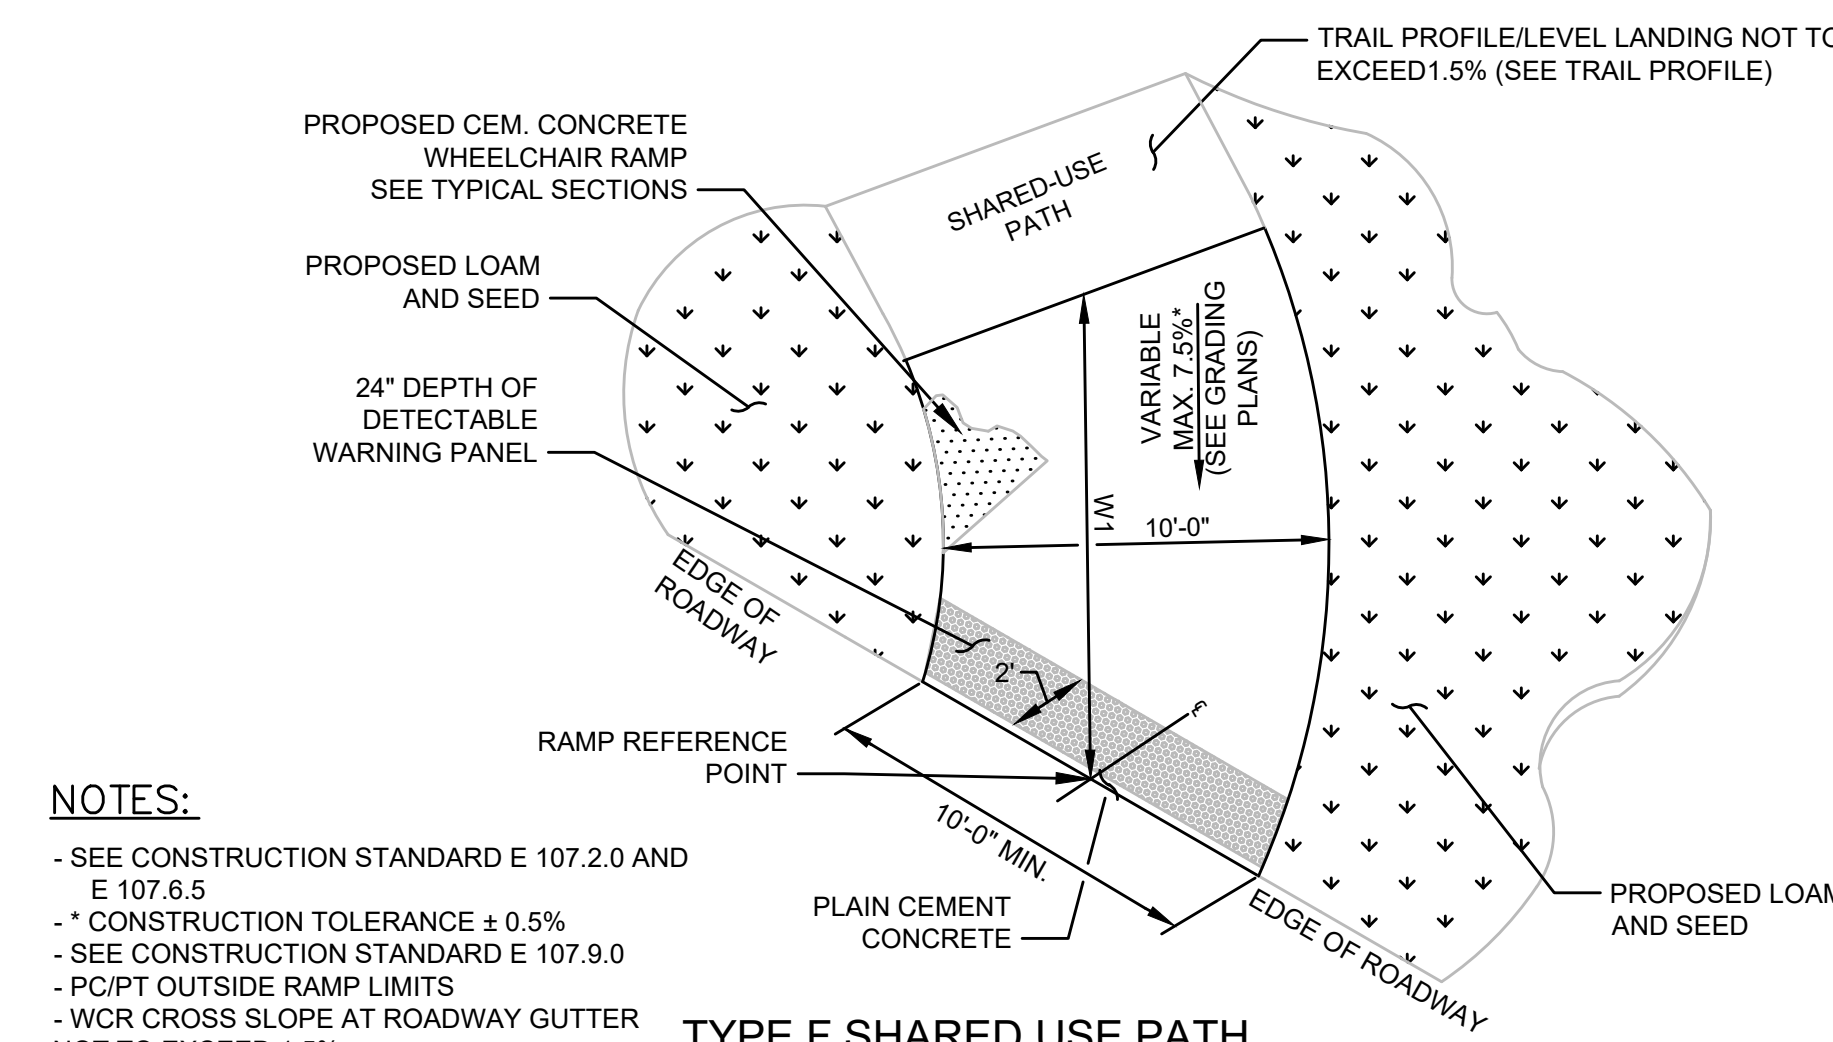 TRAIL PROFILE/LEVEL LANDING NOT TO
EXCEED1.5% (SEE TRAIL PROFILE)
PROPOSED CEM. CONCRETE
WHEELCHAIR RAMP
SEE TYPICAL SECTIONS
SHARED-USE
PATH
PROPOSED LOAM
AND SEED
VARIABLE
MAX. 7.5%*
(SEE GRADING
PLANS)
24" DEPTH OF
DETECTABLE
WARNING PANEL
W1
10'-0"
EDGE OF
ROADWAY
2'
RAMP REFERENCE
POINT
10'-0" MIN.
PLAIN CEMENT
CONCRETE
EDGE OF ROADWAY
PROPOSED LOAM
AND SEED
NOTES:
- SEE CONSTRUCTION STANDARD E 107.2.0 AND
E 107.6.5
- * CONSTRUCTION TOLERANCE ± 0.5%
- SEE CONSTRUCTION STANDARD E 107.9.0
- PC/PT OUTSIDE RAMP LIMITS
- WCR CROSS SLOPE AT ROADWAY GUTTER
NOT TO EXCEED 1.5%
SHARED USE PATH